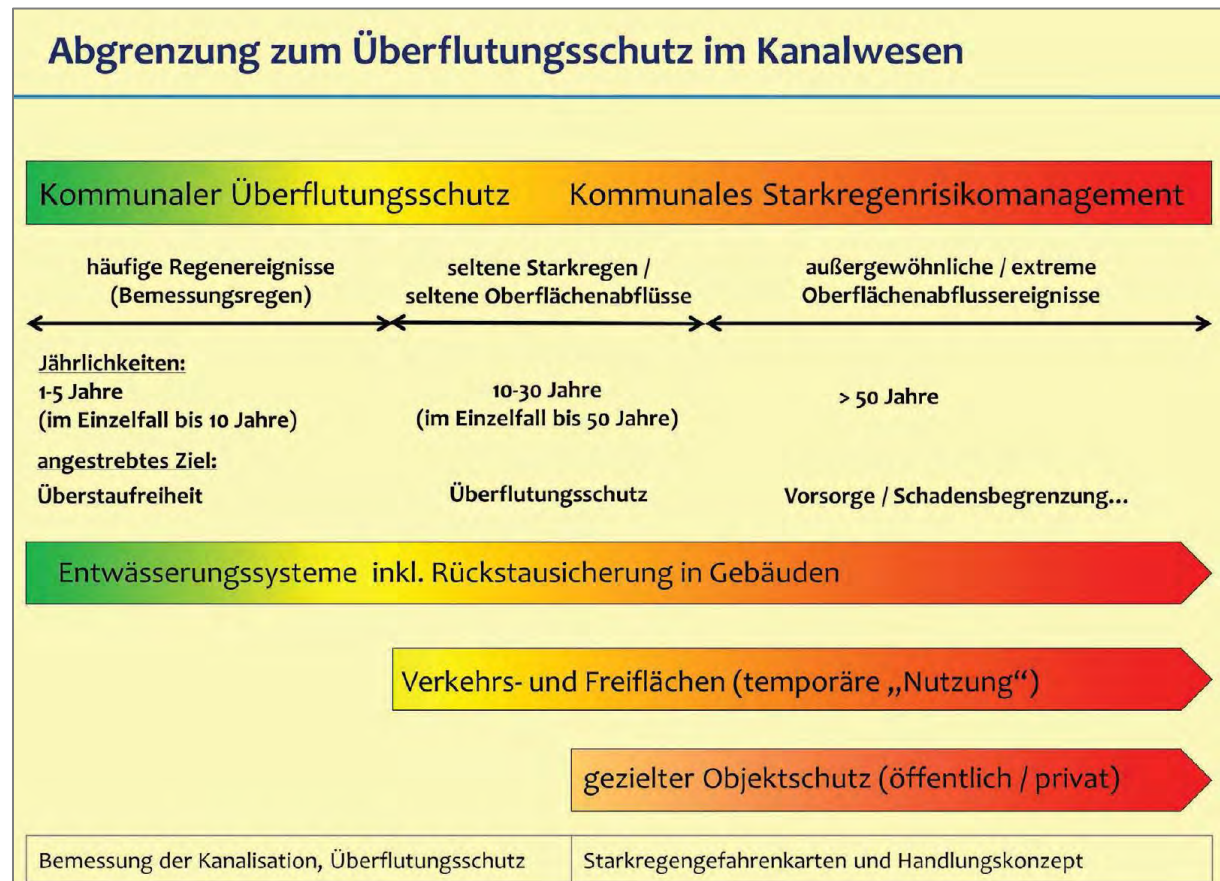 Abgrenzung zum Überflutungsschutz im Kanalwesen
Kommunaler Überflutungsschutz
Kommunales Starkregenrisikomanagement
häufige Regenereignisse
(Bemessungsregen)
seltene Starkregen /
seltene Oberflächenabflüsse
außergewöhnliche / extreme
Oberflächenabflussereignisse
Jährlichkeiten:
1-5 Jahre
(im Einzelfall bis 10 Jahre)
10-30 Jahre
(im Einzelfall bis 50 Jahre)
> 50 Jahre
angestrebtes Ziel:
Überstaufreiheit
Überflutungsschutz
Vorsorge / Schadensbegrenzung...
Entwässerungssysteme inkl. Rückstausicherung in Gebäuden
Verkehrs- und Freiflächen (temporäre „Nutzung“)
gezielter Objektschutz (öffentlich / privat)
Bemessung der Kanalisation, Überflutungsschutz
Starkregengefahrenkarten und Handlungskonzept